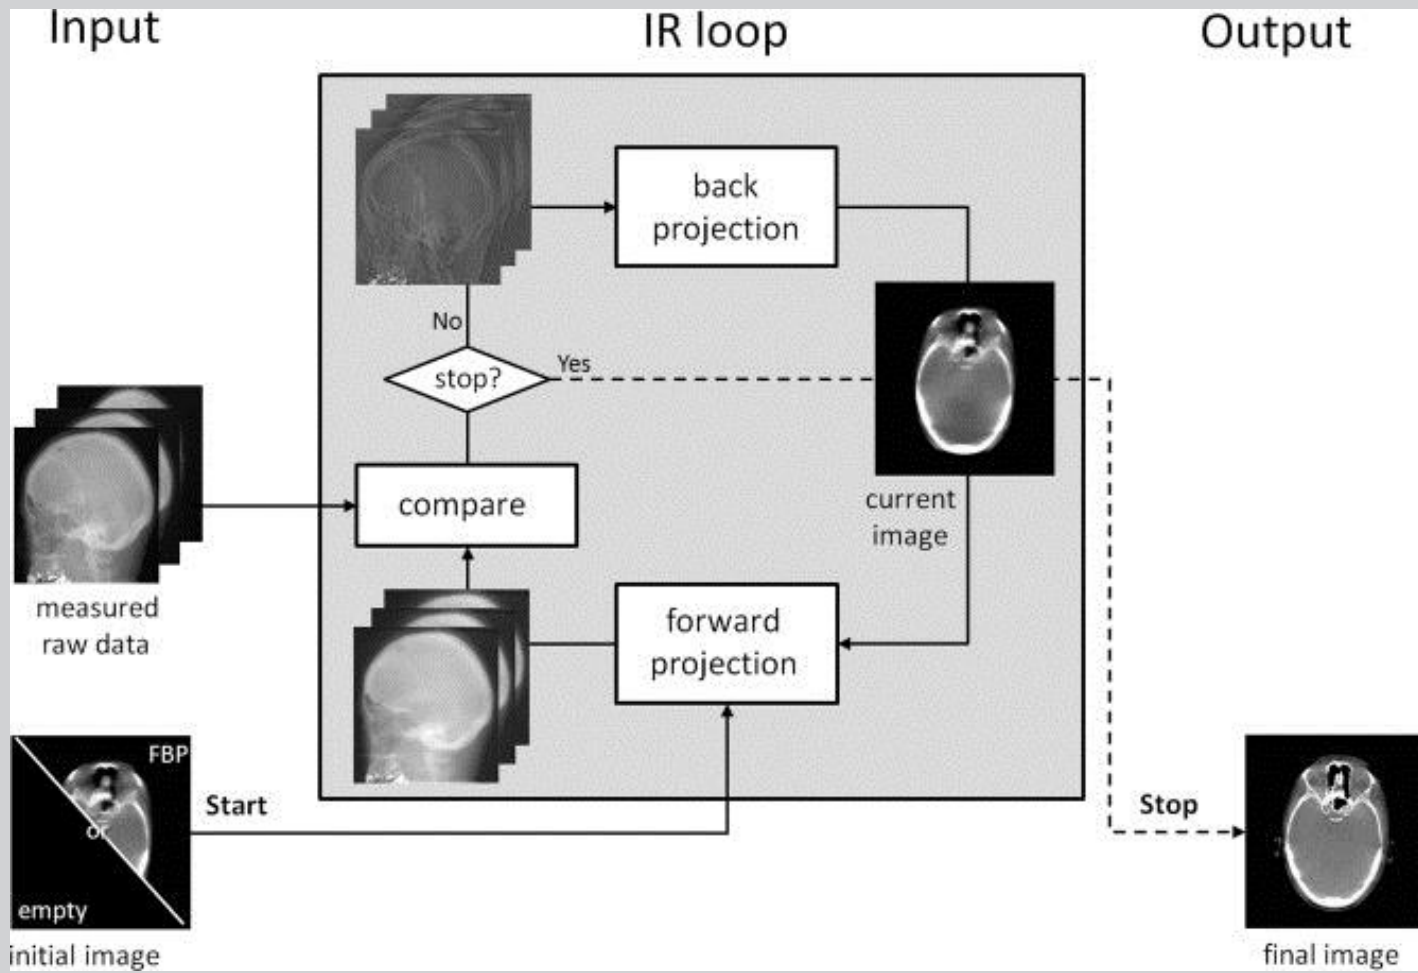 Input
IR loop
Output
back
projection
No
stop?
Yes
compare
current
image
measured
raw data
forward
projection
FBP
or
empty
initial image
Start
Stop
final image